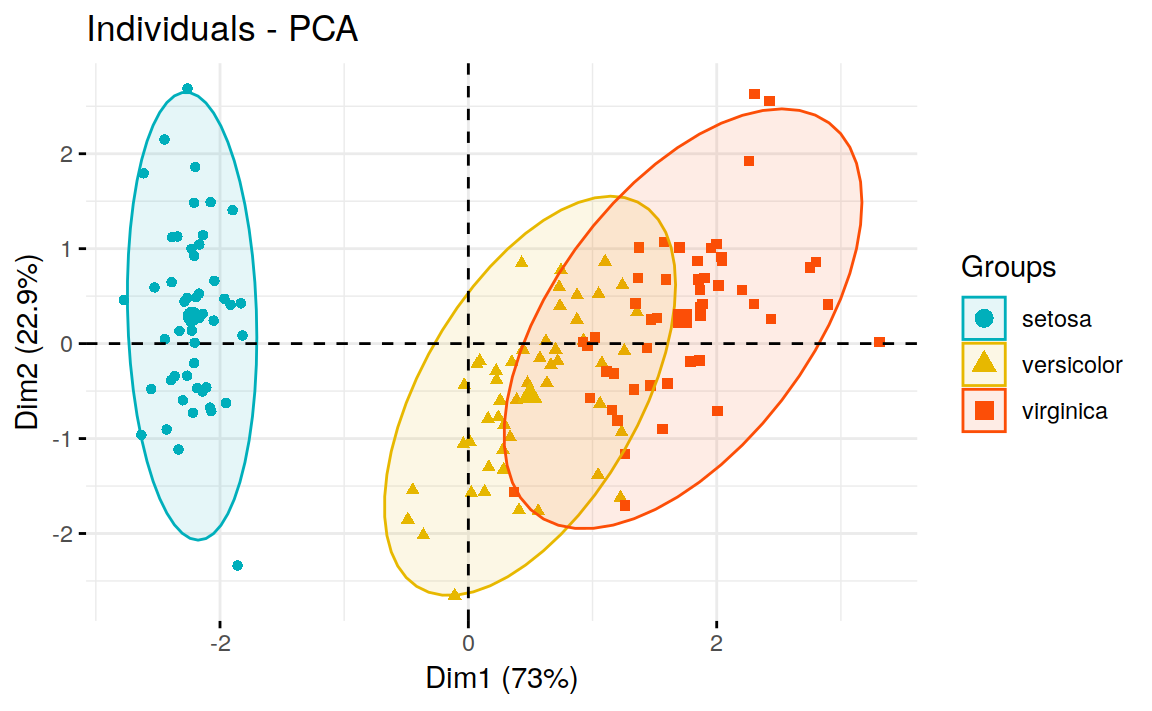 Individuals - PCA
Dim2 (22.9%)
2
1
0
-1
-2
-2
0
2
Dim1 (73%)
Groups
setosa
versicolor
virginica